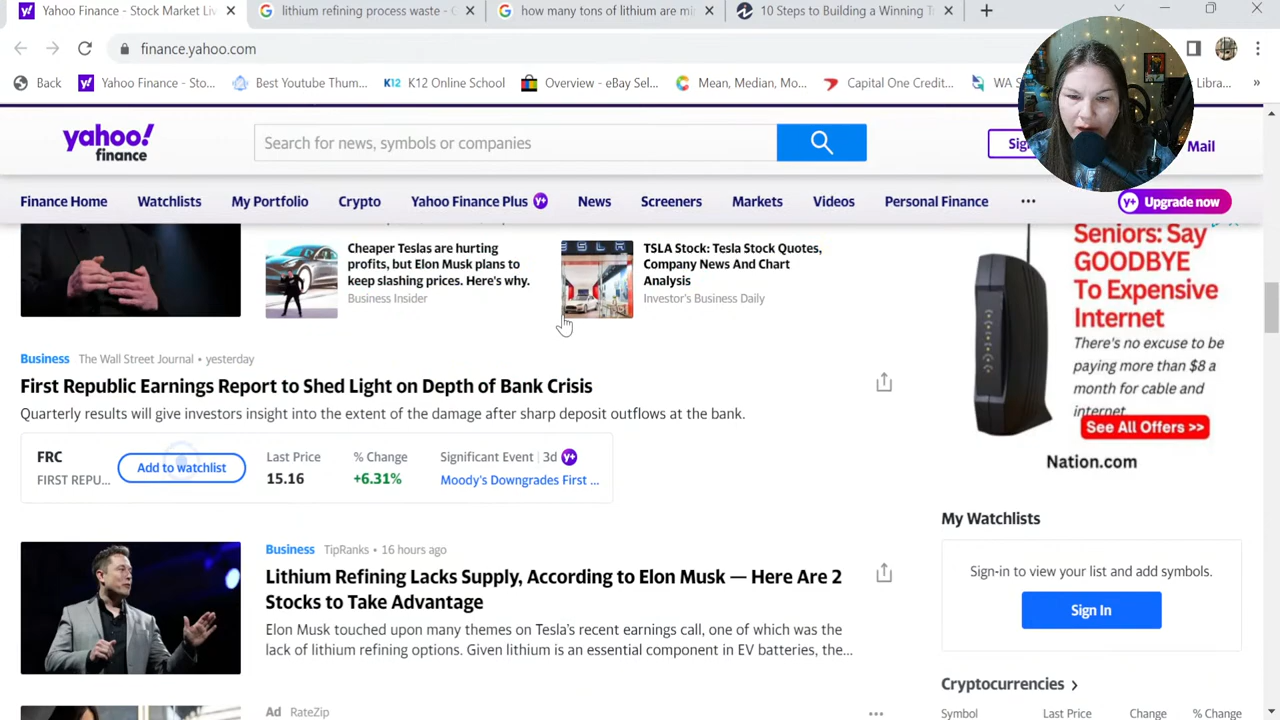 Yahoo Finance - Stock Market Liv
lithium refining process waste -
how many tons of lithium are mi
10 Steps to Building a Winning T
finance.yahoo.com
Back
Yahoo Finance - Sto...
Best Youtube Thum...
K12 K12 Online School
Overview - eBay Sel...
Mean, Median, Mo...
Capital One Credit...
WA S
Libra...
yahoo!
finance
Search for news, symbols or companies
Sig
Mail
Finance Home
Watchlists
My Portfolio
Crypto
Yahoo Finance Plus
News
Screeners
Markets
Videos
Personal Finance
...
Upgrade now
Cheaper Teslas are hurting
profits, but Elon Musk plans to
keep slashing prices. Here's why.
Business Insider
TSLA Stock: Tesla Stock Quotes,
Company News And Chart
Analysis
Investor's Business Daily
Seniors: Say
GOODBYE
To Expensive
Internet
There's no excuse to be
paying more than $8 a
month for cable and
internet
See All Offers >>
Nation.com
Business The Wall Street Journal • yesterday
First Republic Earnings Report to Shed Light on Depth of Bank Crisis
Quarterly results will give investors insight into the extent of the damage after sharp deposit outflows at the bank.
FRC
FIRST REPU...
Add to watchlist
Last Price
15.16
% Change
+6.31%
Significant Event | 3d
Moody's Downgrades First ...
My Watchlists
Sign-in to view your list and add symbols.
Sign In
Business TipRanks • 16 hours ago
Lithium Refining Lacks Supply, According to Elon Musk — Here Are 2
Stocks to Take Advantage
Elon Musk touched upon many themes on Tesla's recent earnings call, one of which was the
lack of lithium refining options. Given lithium is an essential component in EV batteries, the...
Cryptocurrencies
Symbol Last Price Change % Change
Ad RateZip